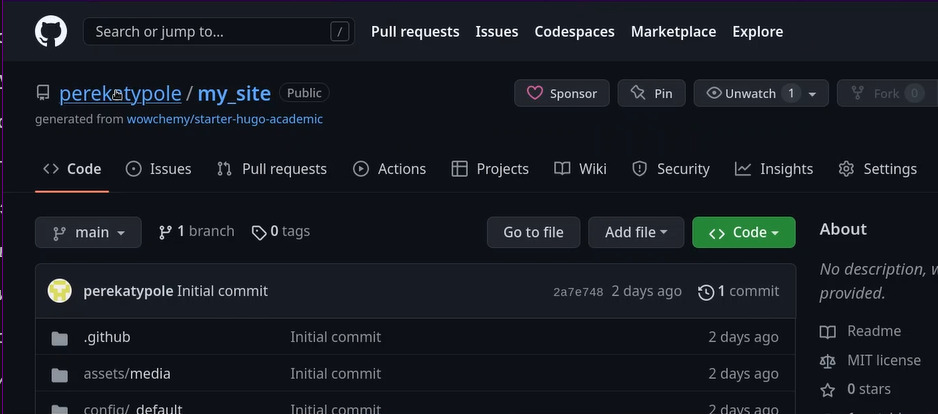 Search or jump to... / Pull requests Issues Codespaces Marketplace Explore
perekatypole / my_site Public Sponsor Pin Unwatch 1 Fork 0
generated from wowchemy/starter-hugo-academic
Code Issues Pull requests Actions Projects Wiki Security Insights Settings
main 1 branch 0 tags Go to file Add file Code About
No description,
provided.
perekatypole Initial commit 2a7e748 2 days ago 1 commit
Readme
.github Initial commit 2 days ago
MIT license
assets/media Initial commit 2 days ago
0 stars
config/_default Initial commit 2 days ago